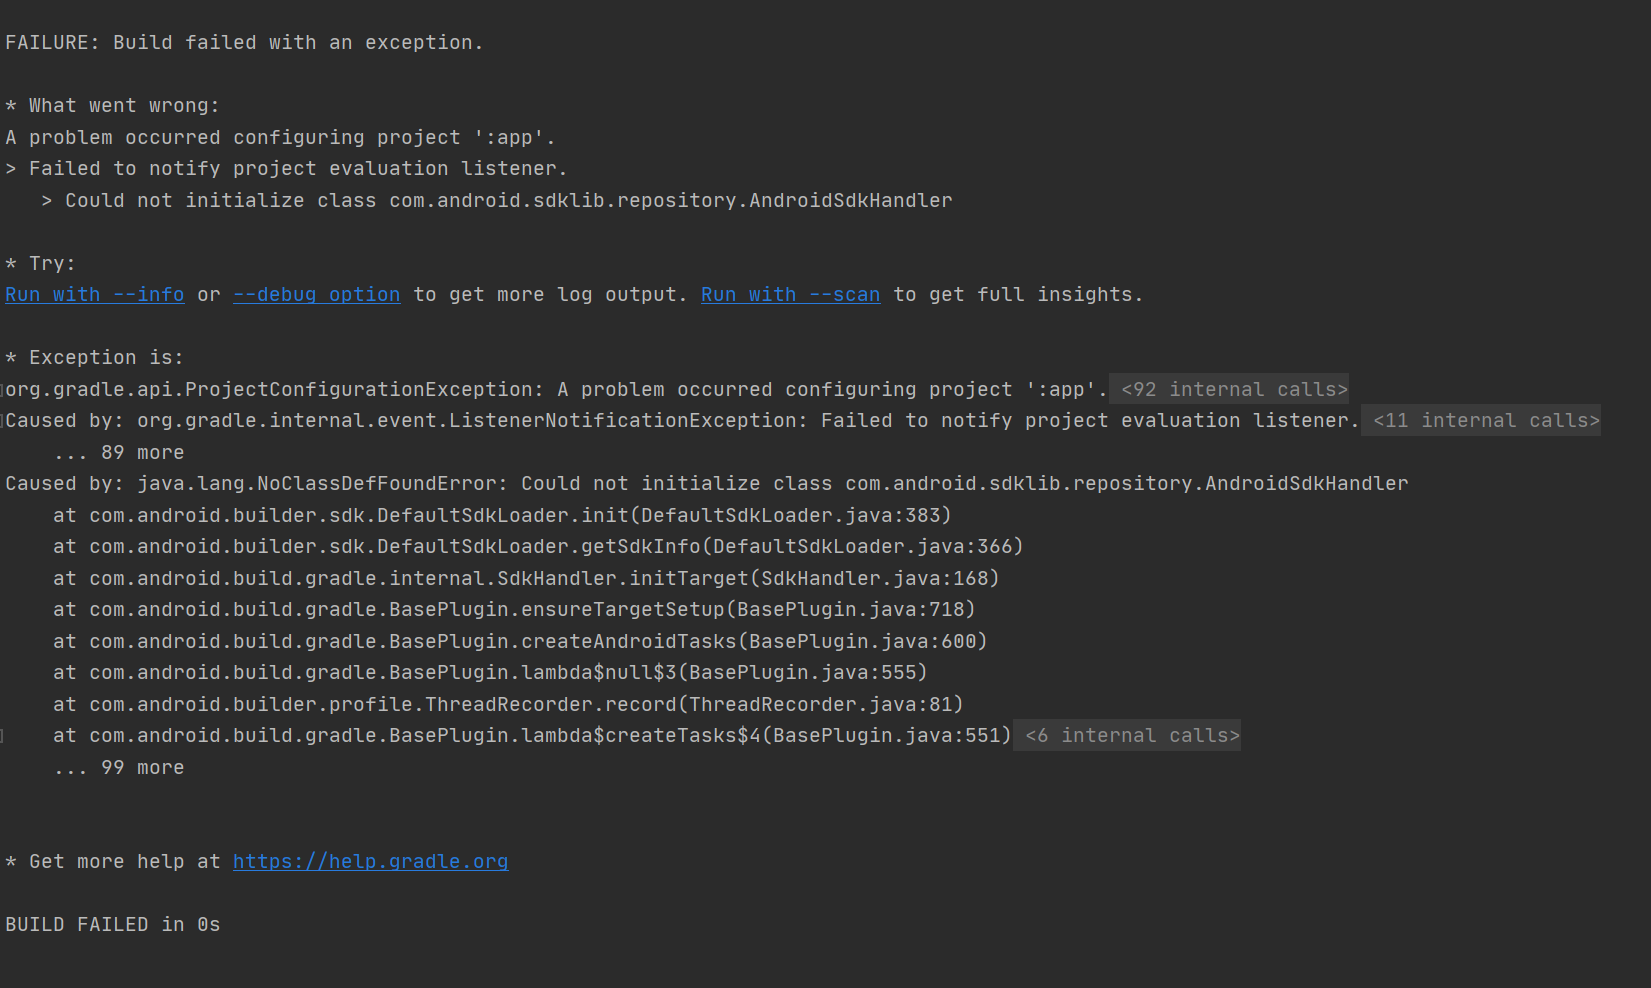 FAILURE: Build failed with an exception.
* What went wrong:
A problem occurred configuring project ':app'.
> Failed to notify project evaluation listener.
> Could not initialize class com.android.sdklib.repository.AndroidSdkHandler
* Try:
Run with --info or --debug option to get more log output. Run with --scan to get full insights.
* Exception is:
org.gradle.api.ProjectConfigurationException: A problem occurred configuring project ':app'. <92 internal calls>
Caused by: org.gradle.internal.event.ListenerNotificationException: Failed to notify project evaluation listener. <11 internal calls>
... 89 more
Caused by: java.lang.NoClassDefFoundError: Could not initialize class com.android.sdklib.repository.AndroidSdkHandler
at com.android.builder.sdk.DefaultSdkLoader.init(DefaultSdkLoader.java:383)
at com.android.builder.sdk.DefaultSdkLoader.getSdkInfo(DefaultSdkLoader.java:366)
at com.android.build.gradle.internal.SdkHandler.initTarget(SdkHandler.java:168)
at com.android.build.gradle.BasePlugin.ensureTargetSetup(BasePlugin.java:718)
at com.android.build.gradle.BasePlugin.createAndroidTasks(BasePlugin.java:600)
at com.android.build.gradle.BasePlugin.lambda$null$3(BasePlugin.java:555)
at com.android.builder.profile.ThreadRecorder.record(ThreadRecorder.java:81)
at com.android.build.gradle.BasePlugin.lambda$createTasks$4(BasePlugin.java:551) <6 internal calls>
... 99 more
* Get more help at https://help.gradle.org
BUILD FAILED in 0s